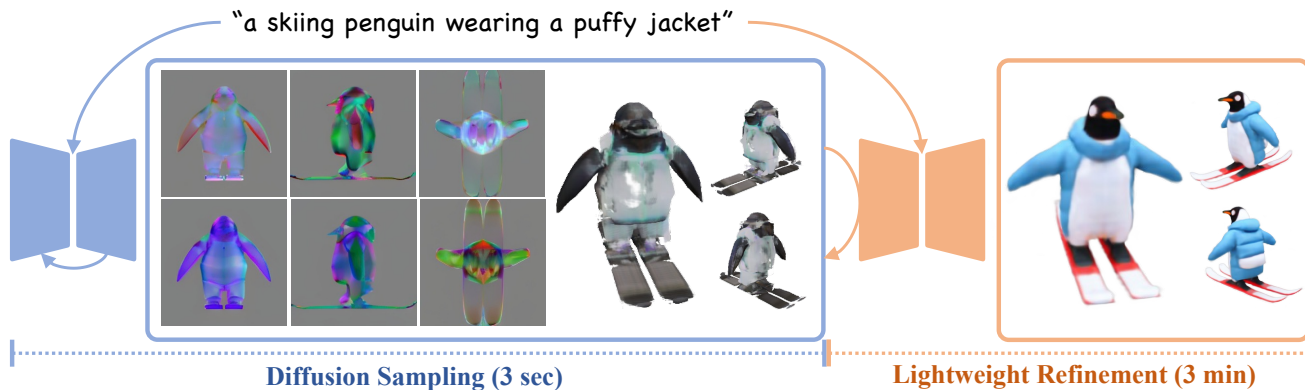 “a skiing penguin wearing a puffy jacket”
Diffusion Sampling (3 sec)
Lightweight Refinement (3 min)